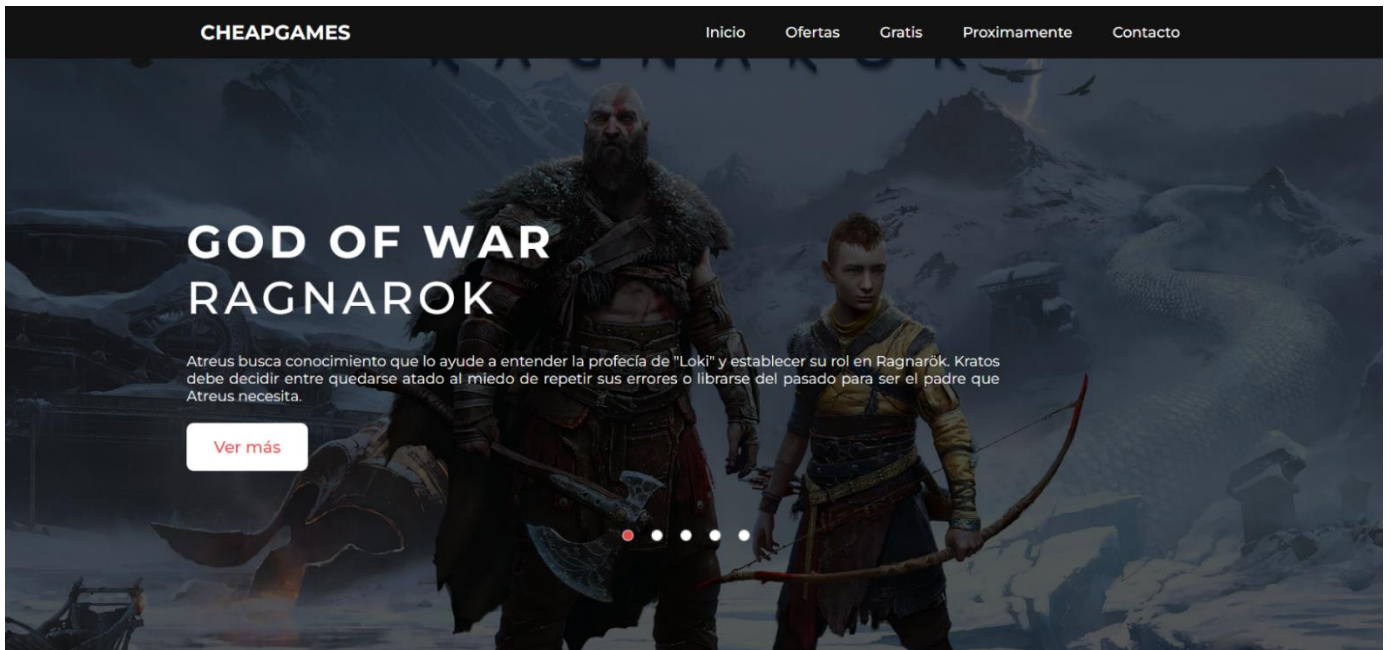 CHEAPGAMES
Inicio Ofertas Gratis Proximamente Contacto
RAGNAROK
GOD OF WAR
RAGNAROK
Atreus busca conocimiento que lo ayude a entender la profecía de "Loki" y establecer su rol en Ragnarök. Kratos
debe decidir entre quedarse atado al miedo de repetir sus errores o librarse del pasado para ser el padre que
Atreus necesita.
Ver más